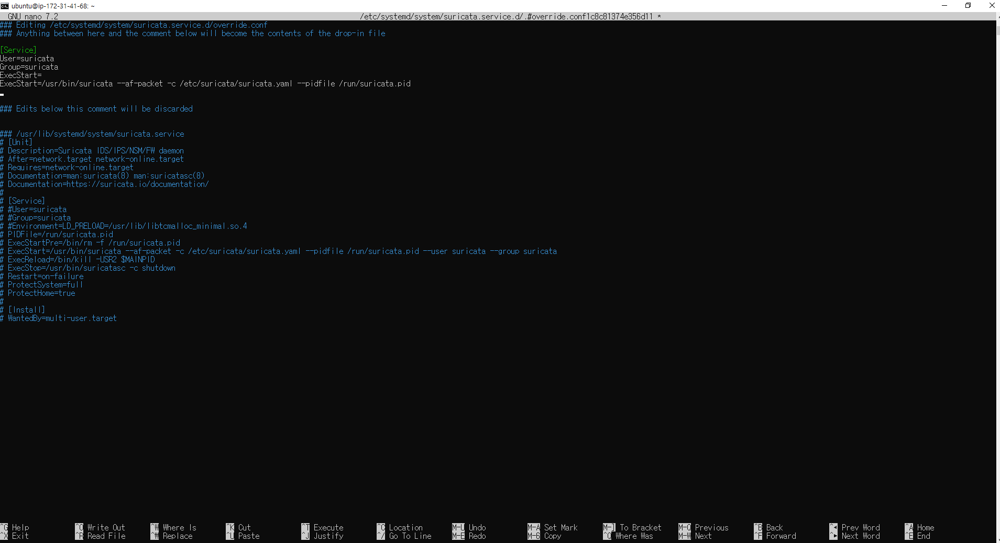 ubuntu@ip-172-31-41-68: ~
GNU nano 7.2 /etc/systemd/system/suricata.service.d/.#override.conf1c8c81374e356d11 *
### Editing /etc/systemd/system/suricata.service.d/override.conf
### Anything between here and the comment below will become the contents of the drop-in file
[Service]
User=suricata
Group=suricata
ExecStart=
ExecStart=/usr/bin/suricata --af-packet -c /etc/suricata/suricata.yaml --pidfile /run/suricata.pid
### Edits below this comment will be discarded
### /usr/lib/systemd/system/suricata.service
# [Unit]
# Description=Suricata IDS/IPS/NSM/FW daemon
# After=network.target network-online.target
# Requires=network-online.target
# Documentation=man:suricata(8) man:suricatasc(8)
# Documentation=https://suricata.io/documentation/
#
# [Service]
# #User=suricata
# #Group=suricata
# #Environment=LD_PRELOAD=/usr/lib/libtcmalloc_minimal.so.4
# PIDFile=/run/suricata.pid
# ExecStartPre=/bin/rm -f /run/suricata.pid
# ExecStart=/usr/bin/suricata --af-packet -c /etc/suricata/suricata.yaml --pidfile /run/suricata.pid --user suricata --group suricata
# ExecReload=/bin/kill -USR2 $MAINPID
# ExecStop=/usr/bin/suricatasc -c shutdown
# Restart=on-failure
# ProtectSystem=full
# ProtectHome=true
#
# [Install]
# WantedBy=multi-user.target
^G Help ^O Write Out ^W Where Is ^K Cut ^T Execute ^C Location M-U Undo M-A Set Mark M-] To Bracket M-Q Previous ^B Back ^◂ Prev Word ^A Home
^X Exit ^R Read File ^\ Replace ^U Paste ^J Justify ^/ Go To Line M-E Redo M-6 Copy ^Q Where Was M-W Next ^F Forward ^▸ Next Word ^E End